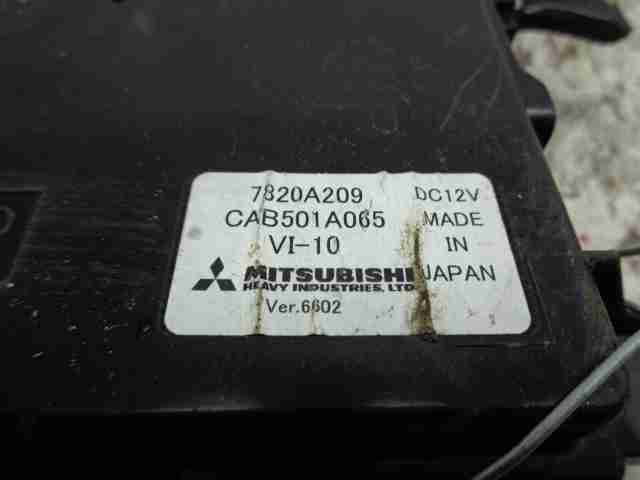 7820A209 DC12V
CAB501A065 MADE
VI-10 IN
MITSUBISHI JAPAN
HEAVY INDUSTRIES, LTD.
Ver.6602